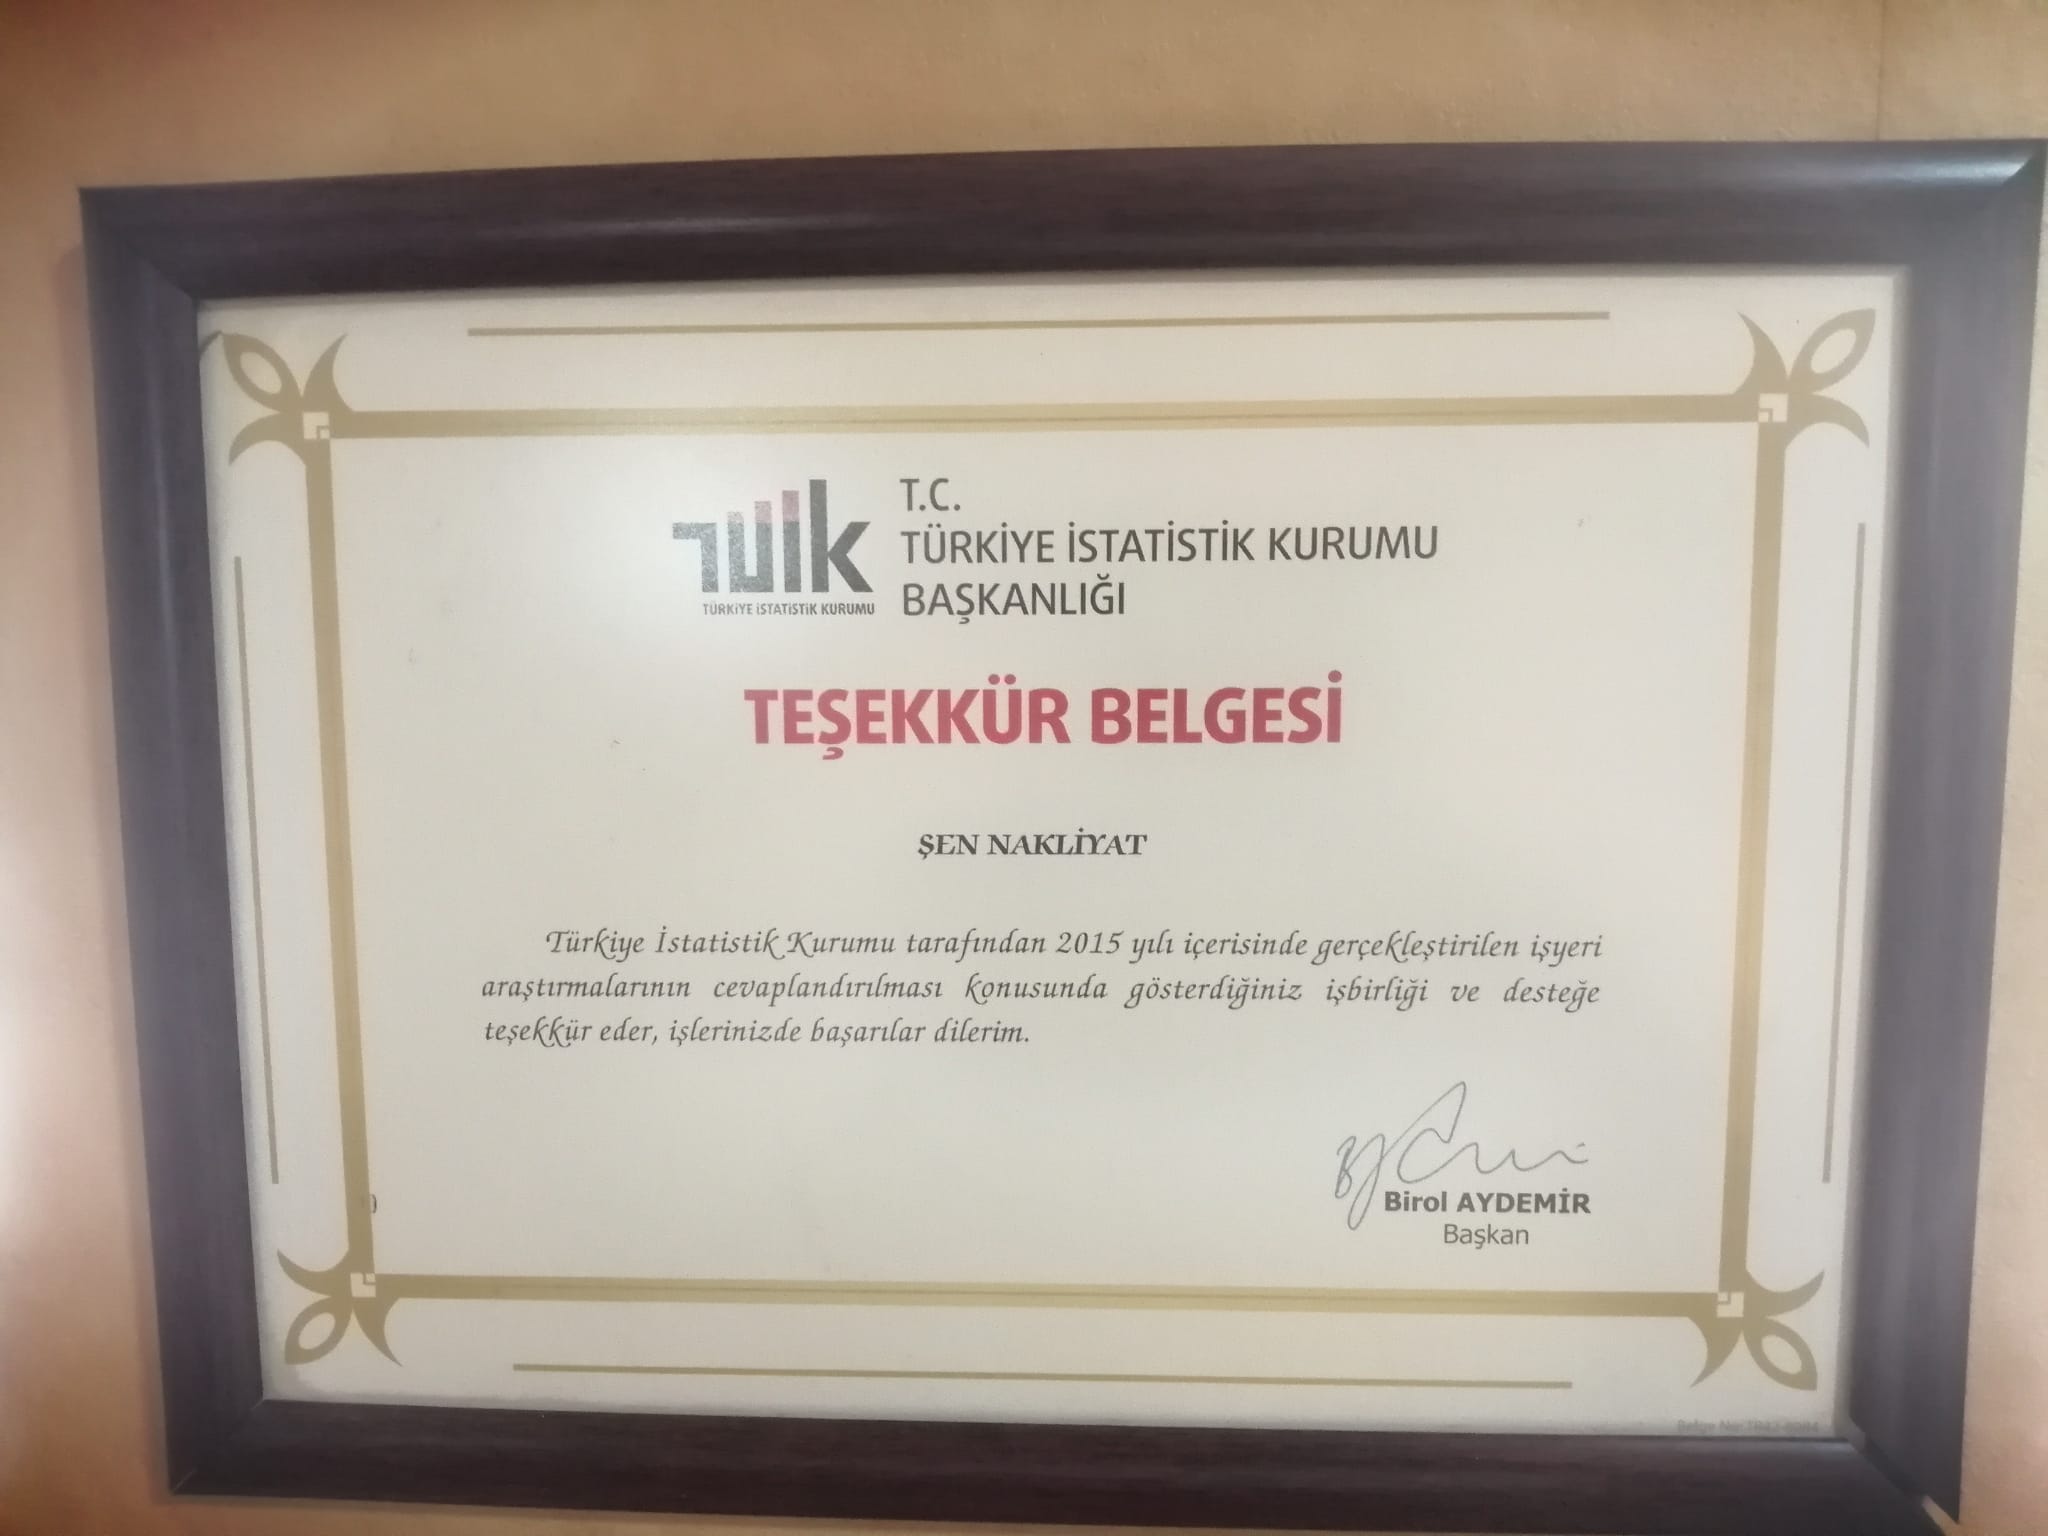 TÜİK
TÜRKİYE İSTATİSTİK KURUMU
T.C.
TÜRKİYE İSTATİSTİK KURUMU
BAŞKANLIĞI
TEŞEKKÜR BELGESİ
ŞEN NAKLİYAT
Türkiye İstatistik Kurumu tarafından 2015 yılı içerisinde gerçekleştirilen işyeri
araştırmalarının cevaplandırılması konusunda gösterdiğiniz işbirliği ve desteğe
teşekkür eder, işlerinizde başarılar dilerim.
Birol AYDEMİR
Başkan
Belge No: